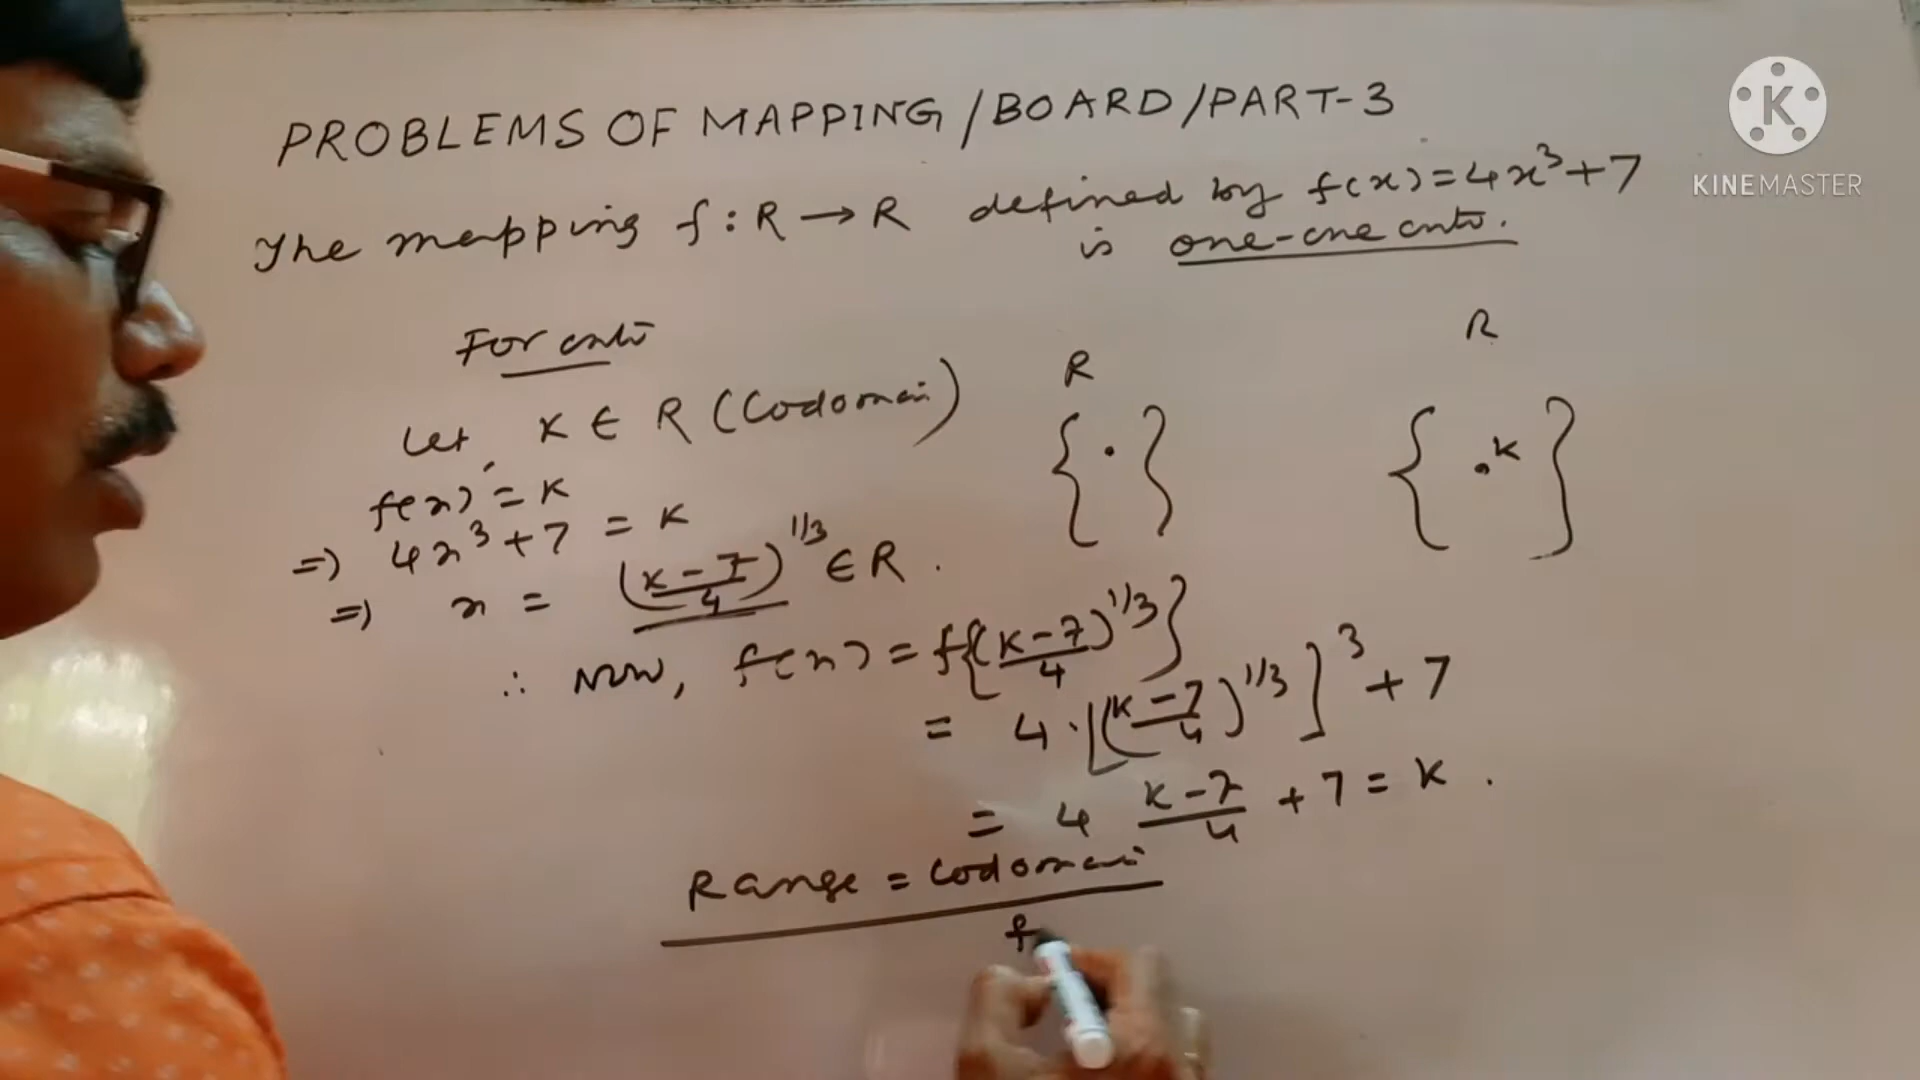 PROBLEMS OF MAPPING/BOARD/PART-3
The mapping f:R→R defined by f(x)=4x³+7
is one-one onto.
For onto
Let, K ∈ R (Codomain)
f(x) = K
=) 4x³+7 = K
=) x = (K-7/4)^1/3 ∈ R.
∴ Now, f(x) = f{(K-7/4)^1/3}
= 4·[(K-7/4)^1/3]³+7
= 4 K-7/4 +7 = K.
Range = Codomain
f
R
{ . }
R
{ .K }
K
KINEMASTER